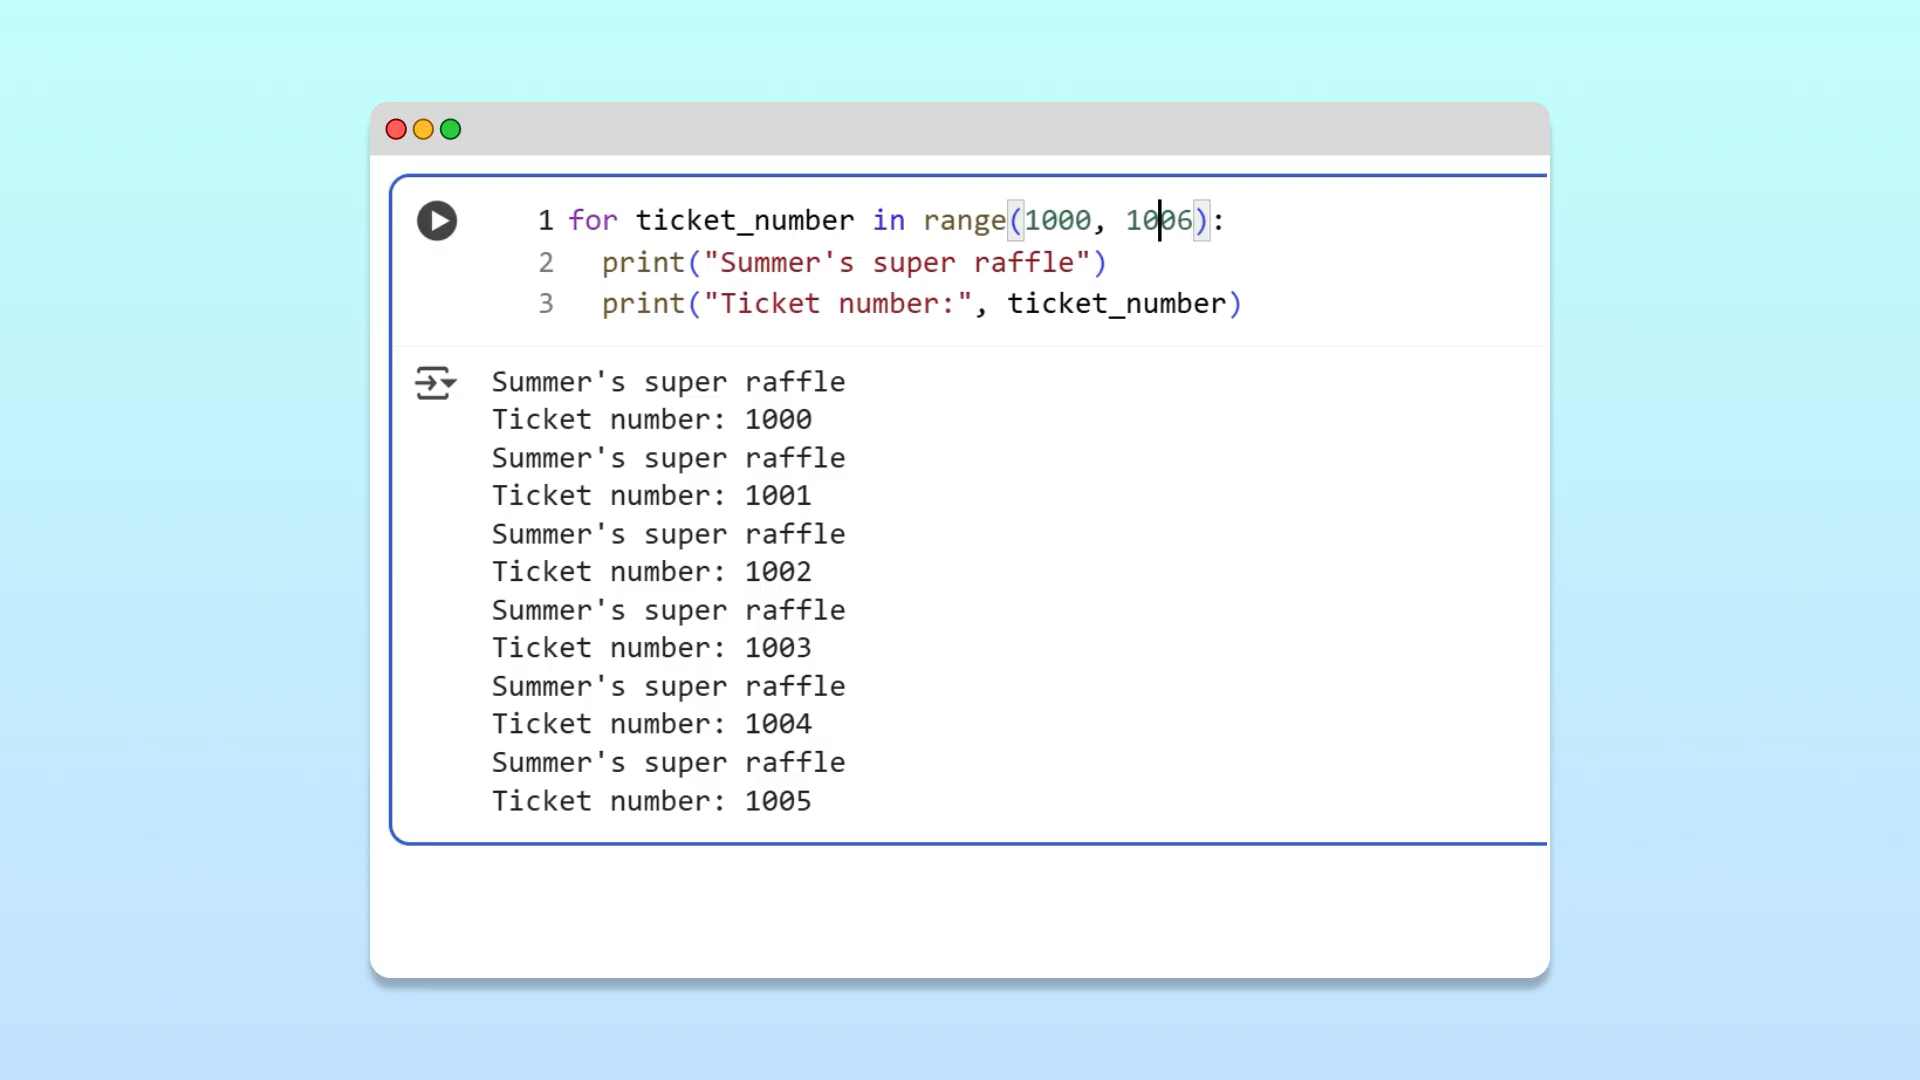 1 for ticket_number in range(1000, 1006):
2   print("Summer's super raffle")
3   print("Ticket number:", ticket_number)
Summer's super raffle
Ticket number: 1000
Summer's super raffle
Ticket number: 1001
Summer's super raffle
Ticket number: 1002
Summer's super raffle
Ticket number: 1003
Summer's super raffle
Ticket number: 1004
Summer's super raffle
Ticket number: 1005